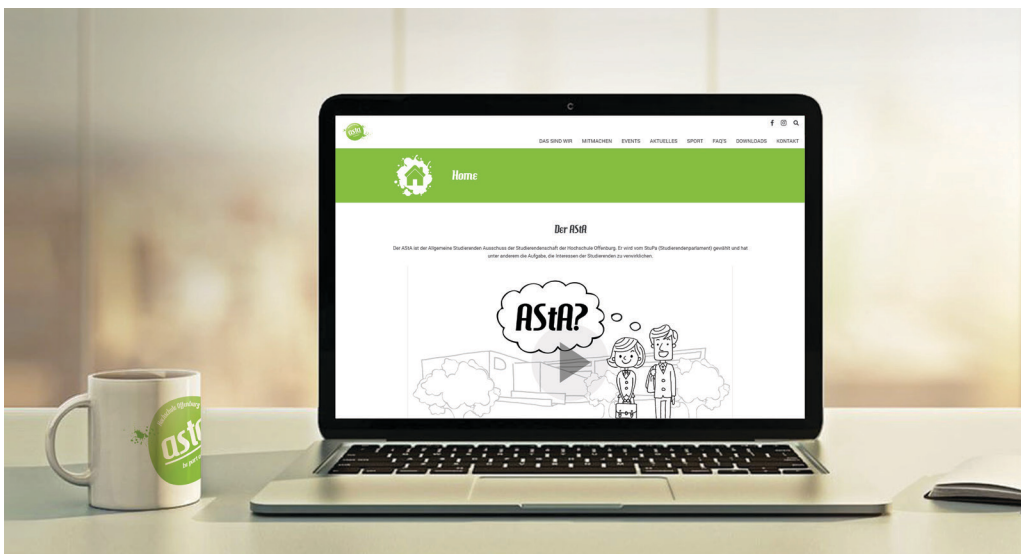 asta
DAS SIND WIR MITMACHEN EVENTS AKTUELLES SPORT FAQ'S DOWNLOADS KONTAKT
Home
Der AStA
Der AStA ist der Allgemeine Studierenden Ausschuss der Studierendenschaft der Hochschule Offenburg. Er wird vom StuPa (Studierendenparlament) gewählt und hat
unter anderem die Aufgabe, die Interessen der Studierenden zu verwirklichen.
AStA?
Hochschule Offenburg
asta